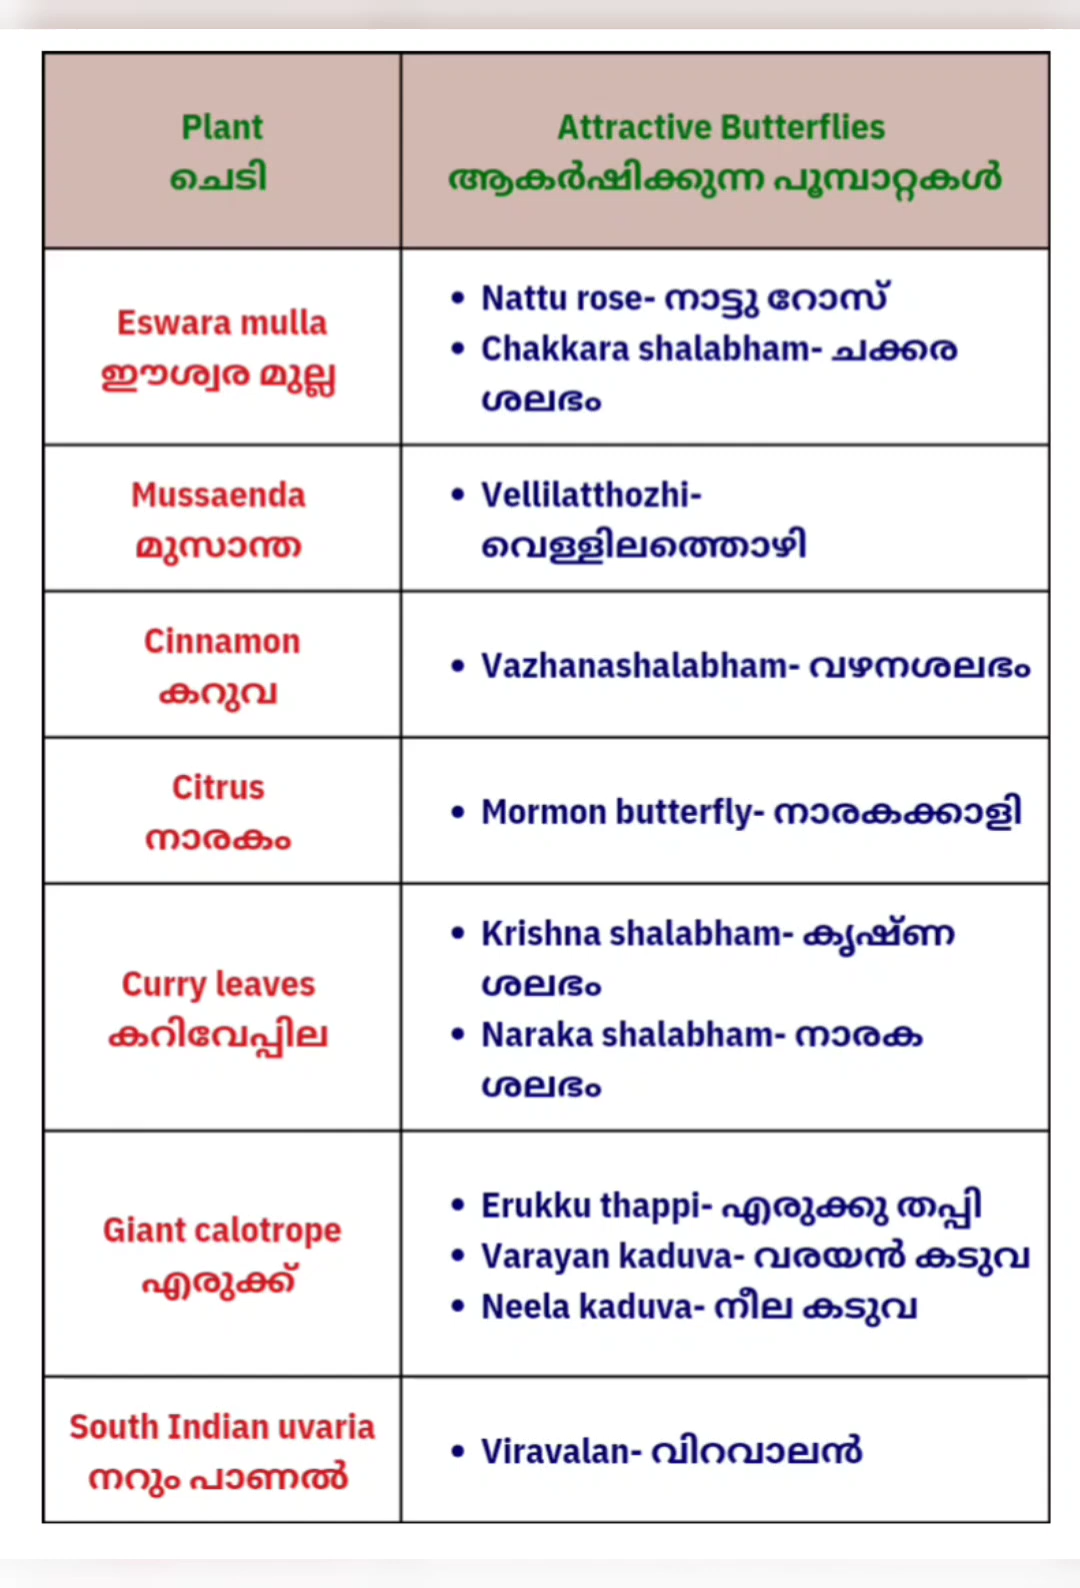 Plant
ചെടി
Attractive Butterflies
ആകർഷിക്കുന്ന പൂമ്പാറ്റകൾ
Eswara mulla
ഈശ്വര മുല്ല
• Nattu rose- നാട്ടു റോസ്
• Chakkara shalabham- ചക്കര
ശലഭം
Mussaenda
മുസാന്ത
• Vellilatthozhi-
വെള്ളിലത്തൊഴി
Cinnamon
കറുവ
• Vazhanashalabham- വഴനശലഭം
Citrus
നാരകം
• Mormon butterfly- നാരകക്കാളി
Curry leaves
കറിവേപ്പില
• Krishna shalabham- കൃഷ്ണ
ശലഭം
• Naraka shalabham- നാരക
ശലഭം
Giant calotrope
എരുക്ക്
• Erukku thappi- എരുക്കു തപ്പി
• Varayan kaduva- വരയൻ കടുവ
• Neela kaduva- നീല കടുവ
South Indian uvaria
നറും പാണൽ
• Viravalan- വിറവാലൻ